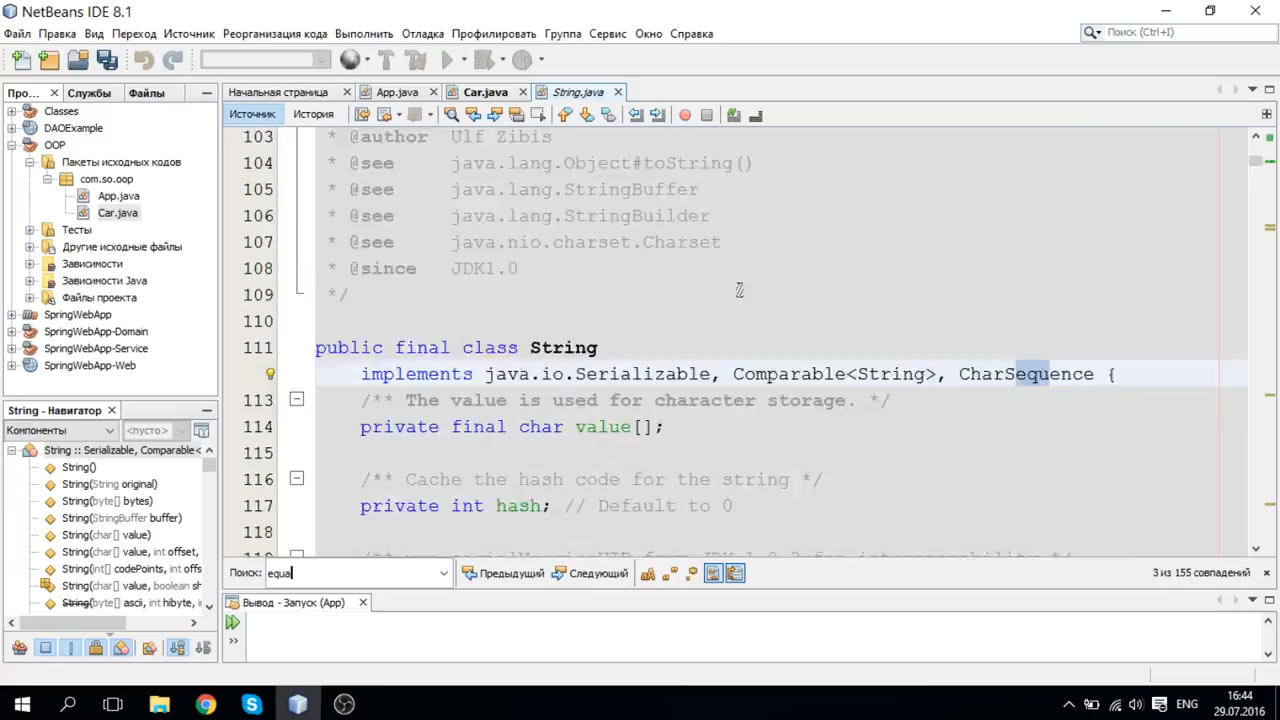 NetBeans IDE 8.1
Файл Правка Вид Переход Источник Реорганизация кода Выполнить Отладка Профилировать Группа Сервис Окно Справка
Поиск (Ctrl+I)
Про... Службы Файлы
Начальная страница App.java Car.java String.java
Источник История
Classes
DAOExample
OOP
Пакеты исходных кодов
com.so.oop
App.java
Car.java
Тесты
Другие исходные файлы
Зависимости
Зависимости Java
Файлы проекта
SpringWebApp
SpringWebApp-Domain
SpringWebApp-Service
SpringWebApp-Web
String - Навигатор
Компоненты <пусто>
String :: Serializable, Comparable<
String()
String(String original)
String(byte[] bytes)
String(StringBuffer buffer)
String(char[] value)
String(char[] value, int offset,
String(int[] codePoints, int offs
String(char[] value, boolean sh
String(byte[] ascii, int hibyte, in
103 * @author Ulf Zibis
104 * @see java.lang.Object#toString()
105 * @see java.lang.StringBuffer
106 * @see java.lang.StringBuilder
107 * @see java.nio.charset.Charset
108 * @since JDK1.0
109 */
110
111 public final class String
implements java.io.Serializable, Comparable<String>, CharSequence {
113 /** The value is used for character storage. */
114 private final char value[];
115
116 /** Cache the hash code for the string */
117 private int hash; // Default to 0
118
Поиск: equa Предыдущий Следующий 3 из 155 совпадений
Вывод - Запуск (App)
ENG
16:44
29.07.2016